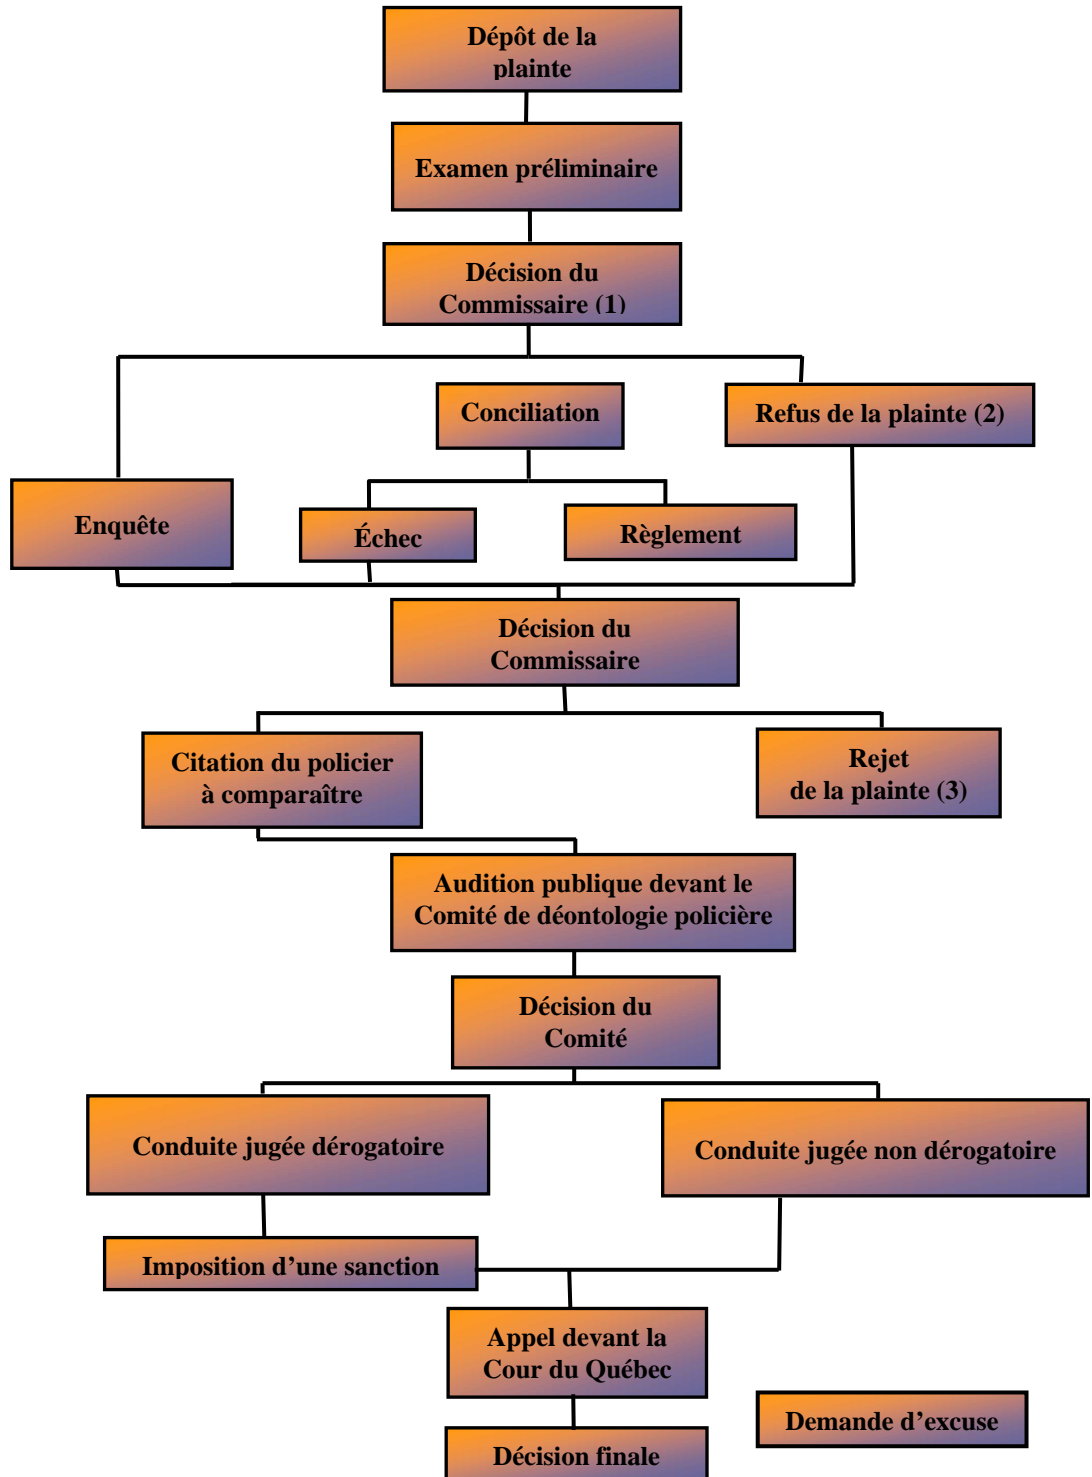 Dépôt de la
plainte
Examen préliminaire
Décision du
Commissaire (1)
Conciliation
Refus de la plainte (2)
Enquête
Échec
Règlement
Décision du
Commissaire
Citation du policier
à comparaître
Rejet
de la plainte (3)
Audition publique devant le
Comité de déontologie policière
Décision du
Comité
Conduite jugée dérogatoire
Conduite jugée non dérogatoire
Imposition d’une sanction
Appel devant la
Cour du Québec
Demande d’excuse
Décision finale